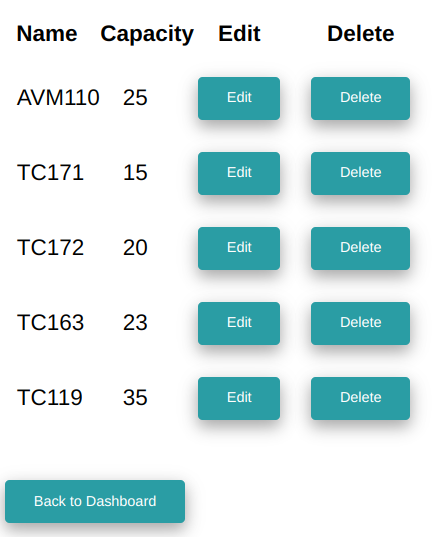 Name Capacity Edit Delete
AVM110 25 Edit Delete
TC171 15 Edit Delete
TC172 20 Edit Delete
TC163 23 Edit Delete
TC119 35 Edit Delete
Back to Dashboard